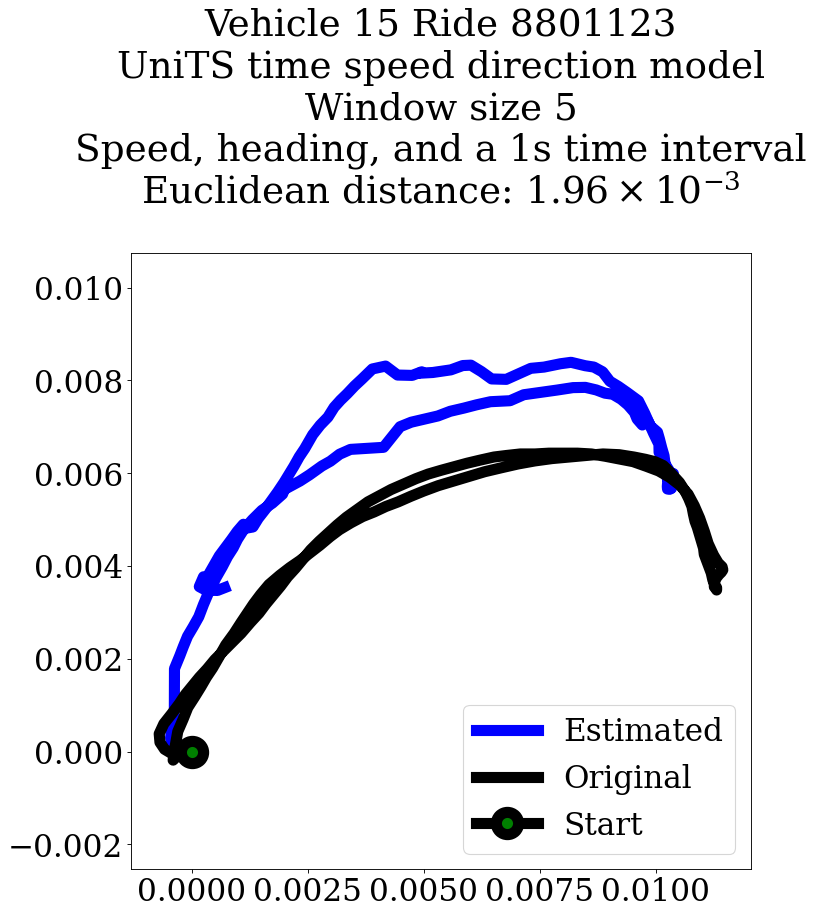 Vehicle 15 Ride 8801123
UniTS time speed direction model
Window size 5
Speed, heading, and a 1s time interval
Euclidean distance: 1.96 × 10⁻³
0.010
0.008
0.006
0.004
0.002
0.000
−0.002
Estimated
Original
Start
0.0000 0.0025 0.0050 0.0075 0.0100